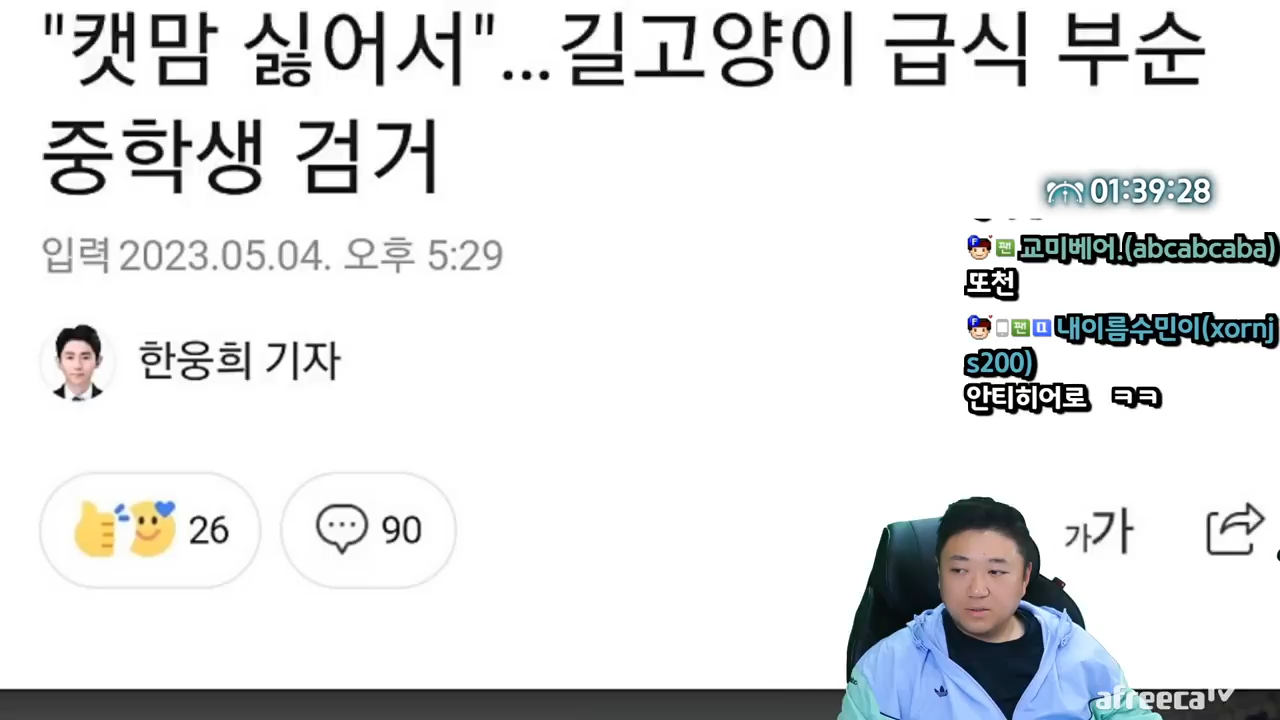 "캣맘 싫어서"...길고양이 급식 부순
중학생 검거
입력 2023.05.04. 오후 5:29
한웅희 기자
26
90
가가
01:39:28
F 팬 교미베어.(abcabcaba)
또천
F 팬 내이름수민이(xornj
s200)
안티히어로 ㅋㅋ
afreecaTV